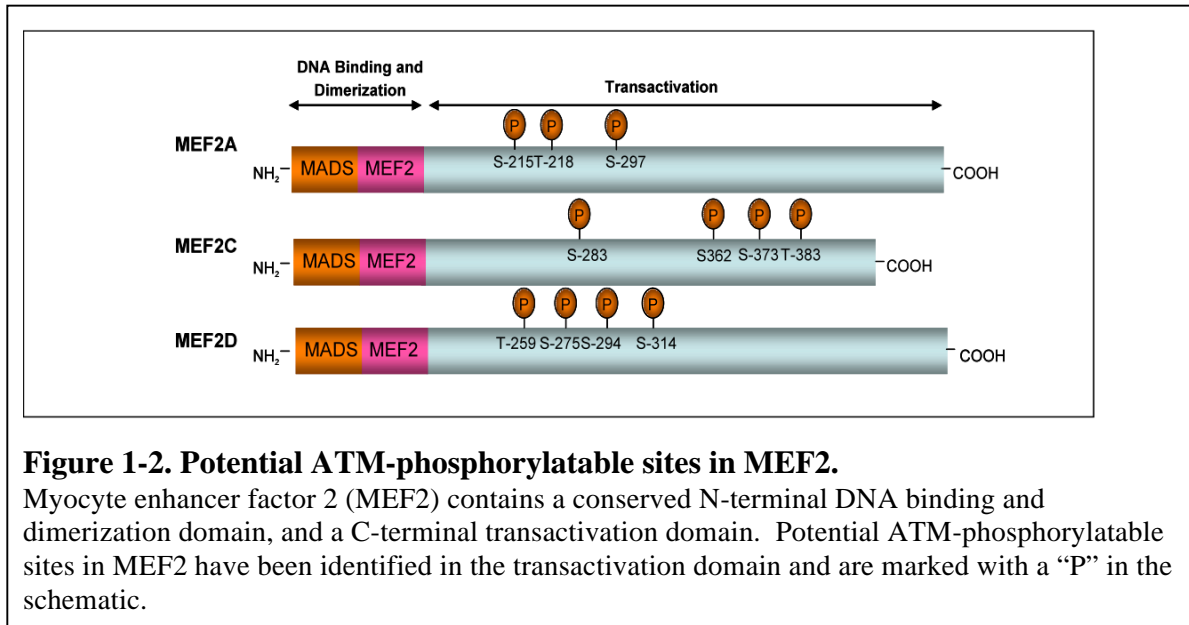 DNA Binding and
Dimerization
Transactivation
MEF2A
P P P
NH2 MADS MEF2 S-215 T-218 S-297 COOH
MEF2C
P P P P
NH2 MADS MEF2 S-283 S362 S-373 T-383 COOH
MEF2D
P P P P
NH2 MADS MEF2 T-259 S-275 S-294 S-314 COOH
Figure 1-2. Potential ATM-phosphorylatable sites in MEF2.
Myocyte enhancer factor 2 (MEF2) contains a conserved N-terminal DNA binding and
dimerization domain, and a C-terminal transactivation domain.  Potential ATM-phosphorylatable
sites in MEF2 have been identified in the transactivation domain and are marked with a “P” in the
schematic.